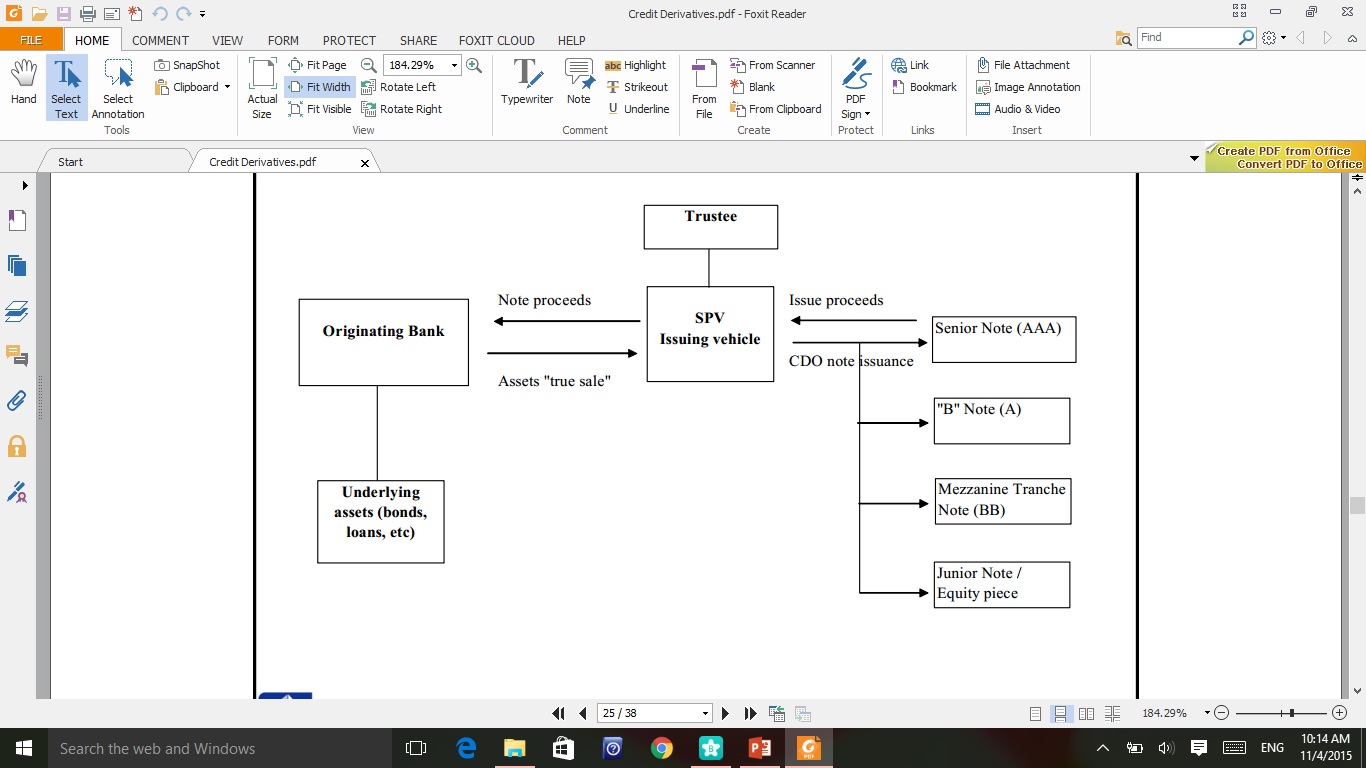 Credit Derivatives.pdf - Foxit Reader
FILE HOME COMMENT VIEW FORM PROTECT SHARE FOXIT CLOUD HELP
Find
Hand
Select
Text
Select
Annotation
SnapShot
Clipboard
Tools
Actual
Size
Fit Page
Fit Width
Fit Visible
184.29%
Rotate Left
Rotate Right
View
Typewriter
Note
abc Highlight
T Strikeout
U Underline
Comment
From
File
From Scanner
Blank
From Clipboard
Create
PDF
Sign
Protect
Link
Bookmark
Links
File Attachment
Image Annotation
Audio & Video
Insert
Start
Credit Derivatives.pdf
Create PDF from Office
Convert PDF to Office
Trustee
Originating Bank
Note proceeds
Assets "true sale"
SPV
Issuing vehicle
Issue proceeds
CDO note issuance
Senior Note (AAA)
"B" Note (A)
Mezzanine Tranche
Note (BB)
Junior Note /
Equity piece
Underlying
assets (bonds,
loans, etc)
25 / 38
184.29%
Search the web and Windows
ENG
10:14 AM
11/4/2015